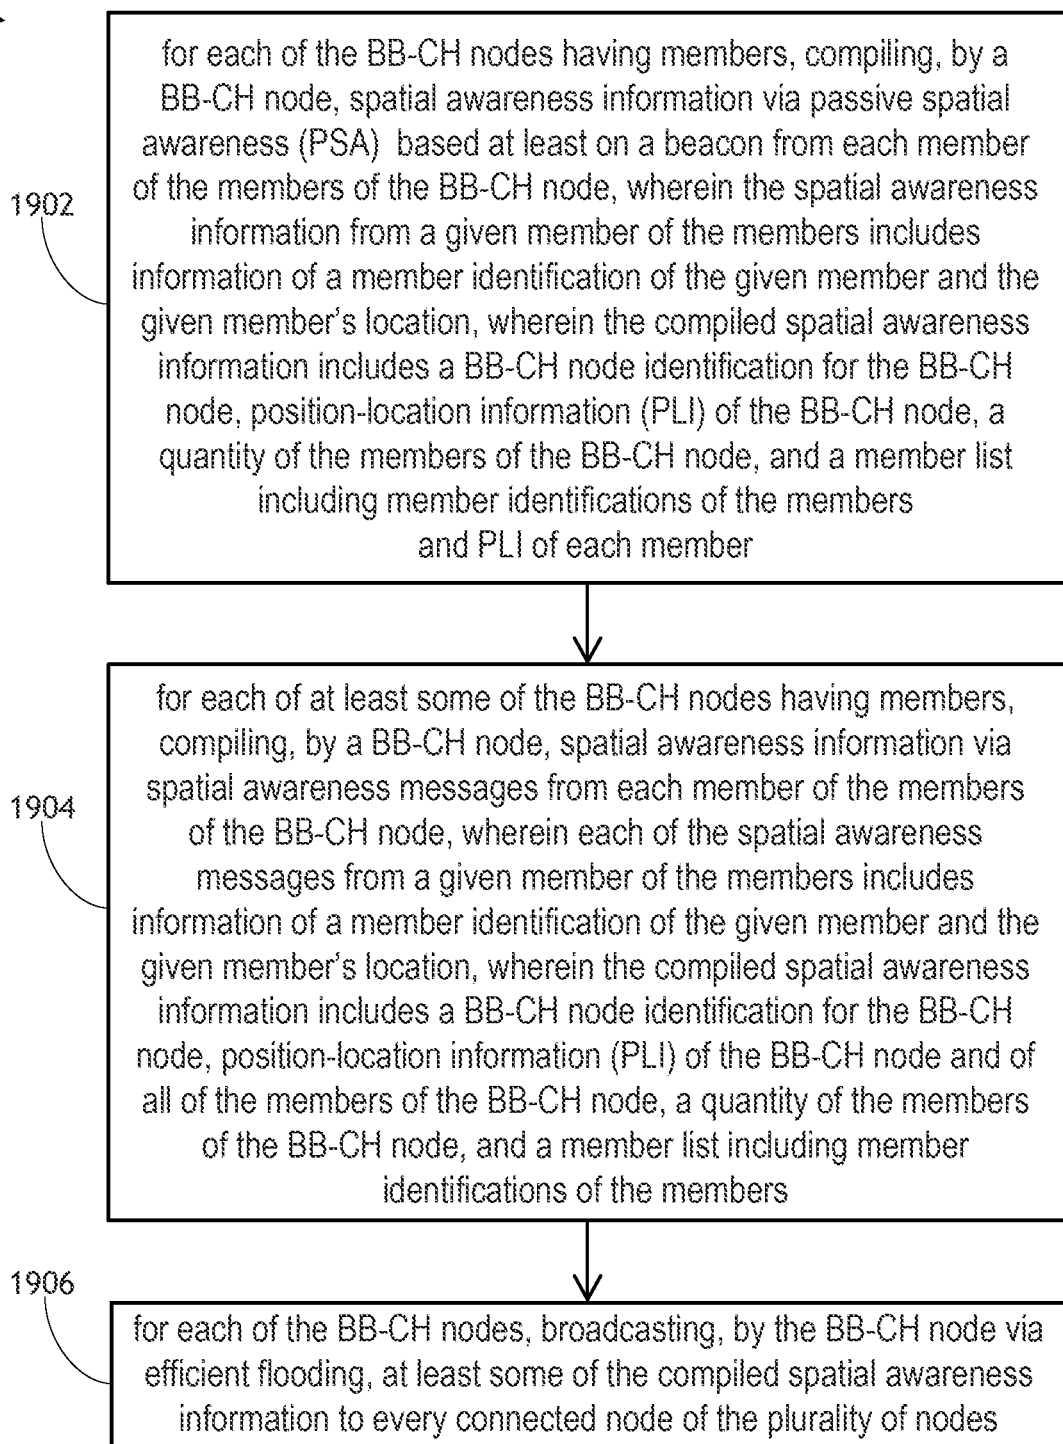 for each of the BB-CH nodes having members, compiling, by a
BB-CH node, spatial awareness information via passive spatial
awareness (PSA) based at least on a beacon from each member
of the members of the BB-CH node, wherein the spatial awareness
information from a given member of the members includes
information of a member identification of the given member and the
given member's location, wherein the compiled spatial awareness
information includes a BB-CH node identification for the BB-CH
node, position-location information (PLI) of the BB-CH node, a
quantity of the members of the BB-CH node, and a member list
including member identifications of the members
and PLI of each member
1902
for each of at least some of the BB-CH nodes having members,
compiling, by a BB-CH node, spatial awareness information via
spatial awareness messages from each member of the members
of the BB-CH node, wherein each of the spatial awareness
messages from a given member of the members includes
information of a member identification of the given member and the
given member's location, wherein the compiled spatial awareness
information includes a BB-CH node identification for the BB-CH
node, position-location information (PLI) of the BB-CH node and of
all of the members of the BB-CH node, a quantity of the members
of the BB-CH node, and a member list including member
identifications of the members
1904
1906
for each of the BB-CH nodes, broadcasting, by the BB-CH node via
efficient flooding, at least some of the compiled spatial awareness
information to every connected node of the plurality of nodes